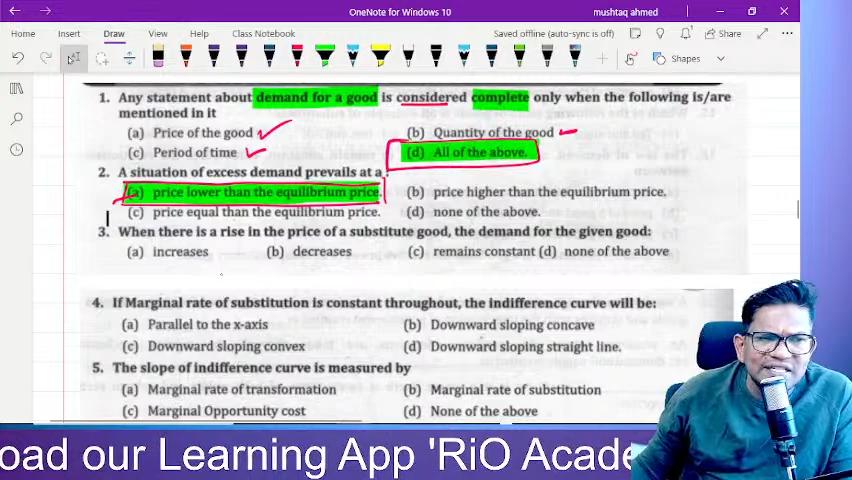 OneNote for Windows 10
mushtaq ahmed
Home Insert Draw View Help Class Notebook
Saved offline (auto-sync is off)
Share
Shapes
1. Any statement about demand for a good is considered complete only when the following is/are
mentioned in it
(a) Price of the good (b) Quantity of the good
(c) Period of time (d) All of the above.
2. A situation of excess demand prevails at a:
(a) price lower than the equilibrium price. (b) price higher than the equilibrium price.
(c) price equal than the equilibrium price. (d) none of the above.
3. When there is a rise in the price of a substitute good, the demand for the given good:
(a) increases (b) decreases (c) remains constant (d) none of the above
4. If Marginal rate of substitution is constant throughout, the indifference curve will be:
(a) Parallel to the x-axis (b) Downward sloping concave
(c) Downward sloping convex (d) Downward sloping straight line.
5. The slope of indifference curve is measured by
(a) Marginal rate of transformation (b) Marginal rate of substitution
(c) Marginal Opportunity cost (d) None of the above
oad our Learning App 'RiO Acade